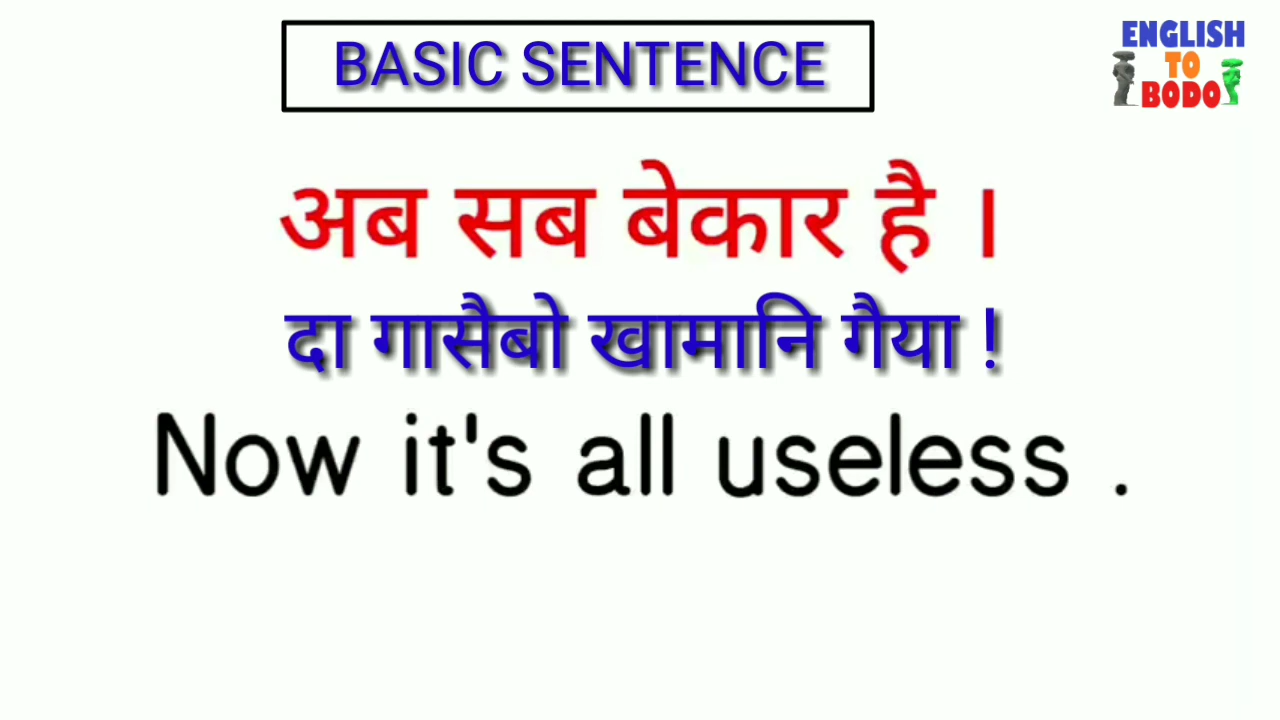 BASIC SENTENCE
ENGLISH
TO
BODO
अब सब बेकार है ।
दा गासैबो खामानि गैया !
Now it's all useless .